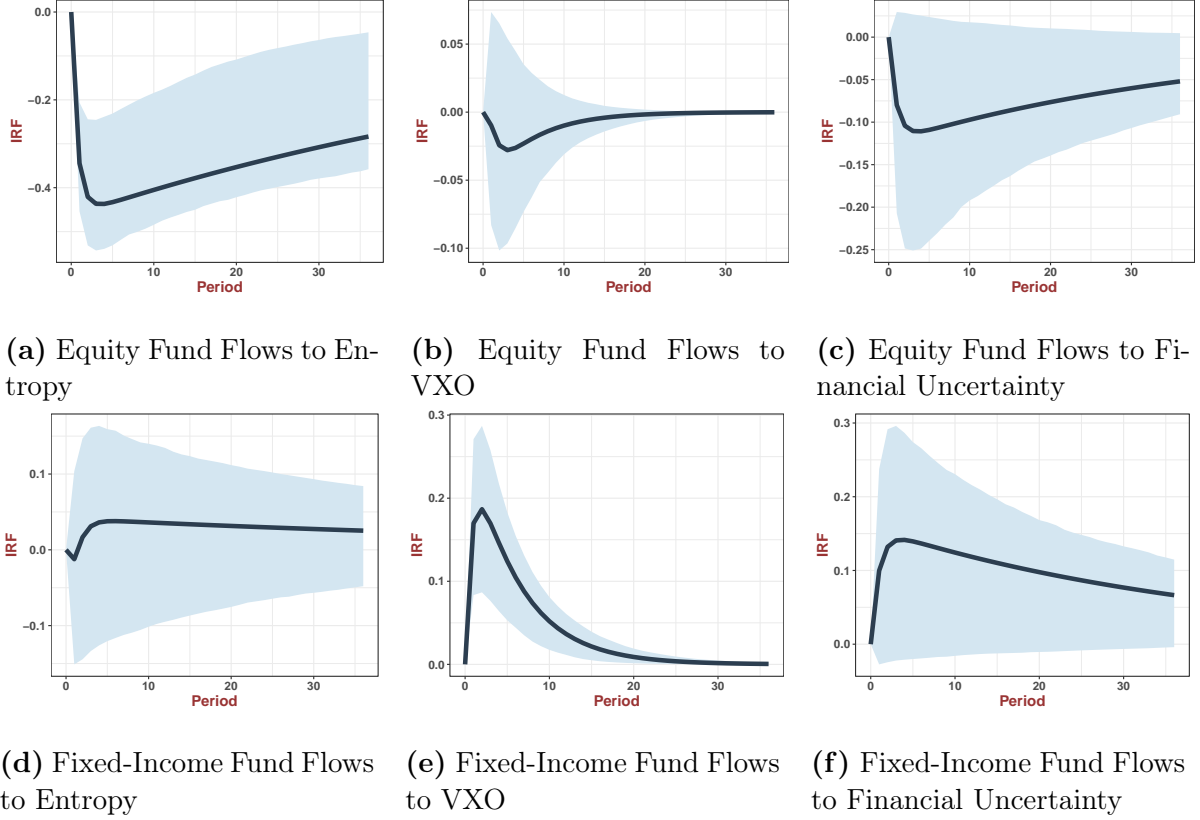 0.0
−0.2
−0.4
IRF
0 10 20 30
Period
0.05
0.00
−0.05
−0.10
IRF
0 10 20 30
Period
0.00
−0.05
−0.10
−0.15
−0.20
−0.25
IRF
0 10 20 30
Period
(a) Equity Fund Flows to En-
tropy
(b) Equity Fund Flows to
VXO
(c) Equity Fund Flows to Fi-
nancial Uncertainty
0.1
0.0
−0.1
IRF
0 10 20 30
Period
0.3
0.2
0.1
0.0
IRF
0 10 20 30
Period
0.3
0.2
0.1
0.0
IRF
0 10 20 30
Period
(d) Fixed-Income Fund Flows
to Entropy
(e) Fixed-Income Fund Flows
to VXO
(f) Fixed-Income Fund Flows
to Financial Uncertainty